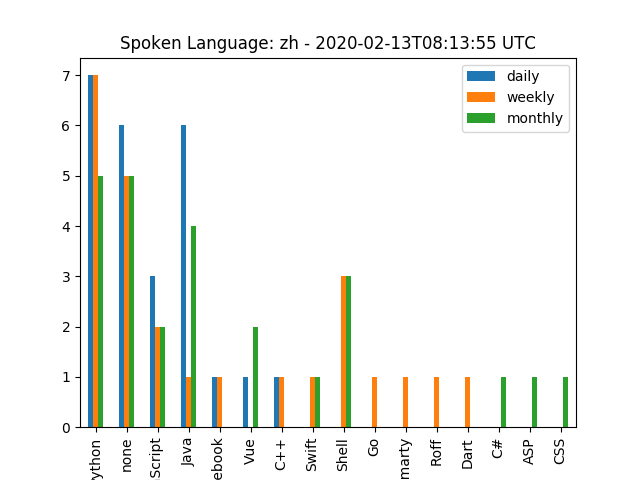 Spoken Language: zh - 2020-02-13T08:13:55 UTC
daily
weekly
monthly
7
6
5
4
3
2
1
0
ython
none
Script
Java
ebook
Vue
C++
Swift
Shell
Go
marty
Roff
Dart
C#
ASP
CSS